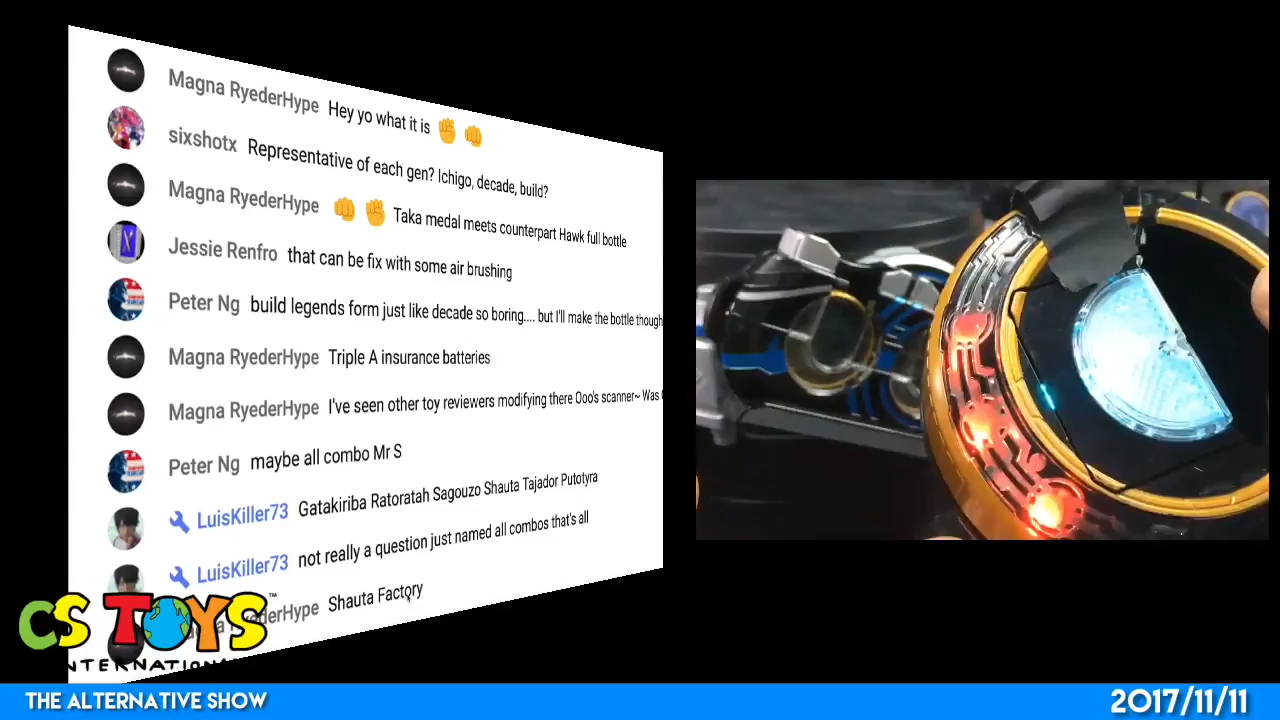 Magna RyederHype Hey yo what it is ✊ 👊
sixshotx Representative of each gen? Ichigo, decade, build?
Magna RyederHype 👊 ✊ Taka medal meets counterpart Hawk full bottle
Jessie Renfro that can be fix with some air brushing
Peter Ng build legends form just like decade so boring.... but I'll make the bottle though
Magna RyederHype Triple A insurance batteries
Magna RyederHype I've seen other toy reviewers modifying there Ooo's scanner~ Was
Peter Ng maybe all combo Mr S
LuisKiller73 Gatakiriba Ratoratah Sagouzo Shauta Tajador Putotyra
LuisKiller73 not really a question just named all combos that's all
Shauta Factory
CS TOYS™
INTERNATIONAL
THE ALTERNATIVE SHOW
2017/11/11